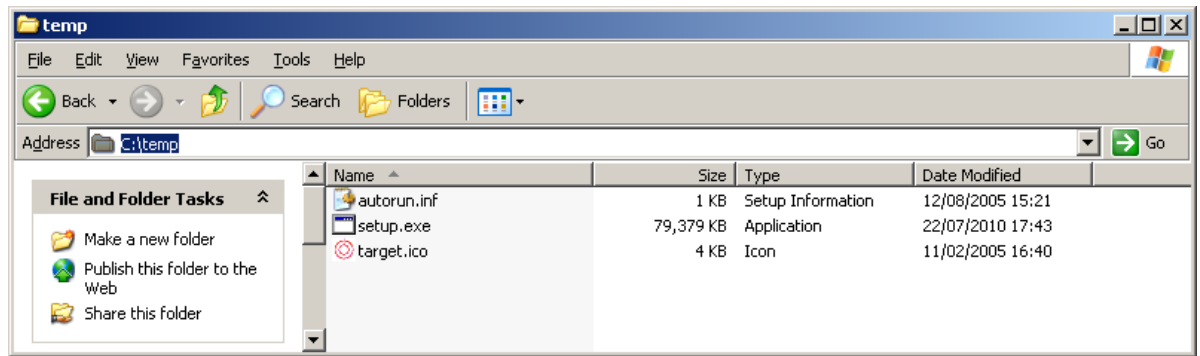 temp
File Edit View Favorites Tools Help
Back Search Folders
Address C:\temp Go
Name Size Type Date Modified
File and Folder Tasks
autorun.inf 1 KB Setup Information 12/08/2005 15:21
setup.exe 79,379 KB Application 22/07/2010 17:43
target.ico 4 KB Icon 11/02/2005 16:40
Make a new folder
Publish this folder to the
Web
Share this folder